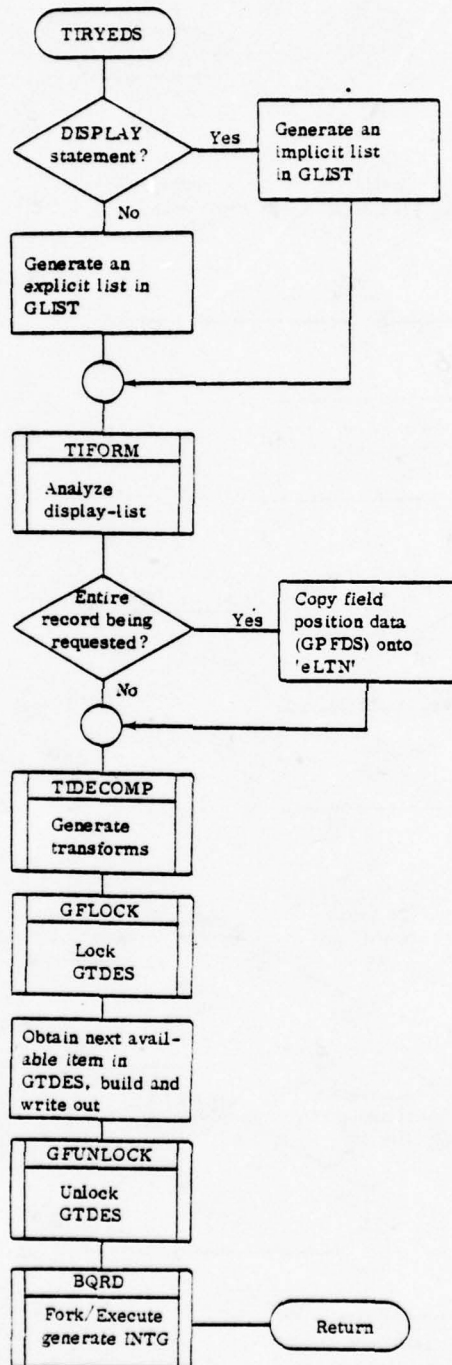 TIRYEDS
DISPLAY
statement?
Yes
Generate an
implicit list
in GLIST
No
Generate an
explicit list in
GLIST
TIFORM
Analyze
display-list
Entire
record being
requested?
Yes
Copy field
position data
(GPFDS) onto
'eLTN'
No
TIDECOMP
Generate
transforms
GFLOCK
Lock
GTDES
Obtain next avail-
able item in
GTDES, build and
write out
GFUNLOCK
Unlock
GTDES
BQRD
Fork/Execute
generate INTG
Return